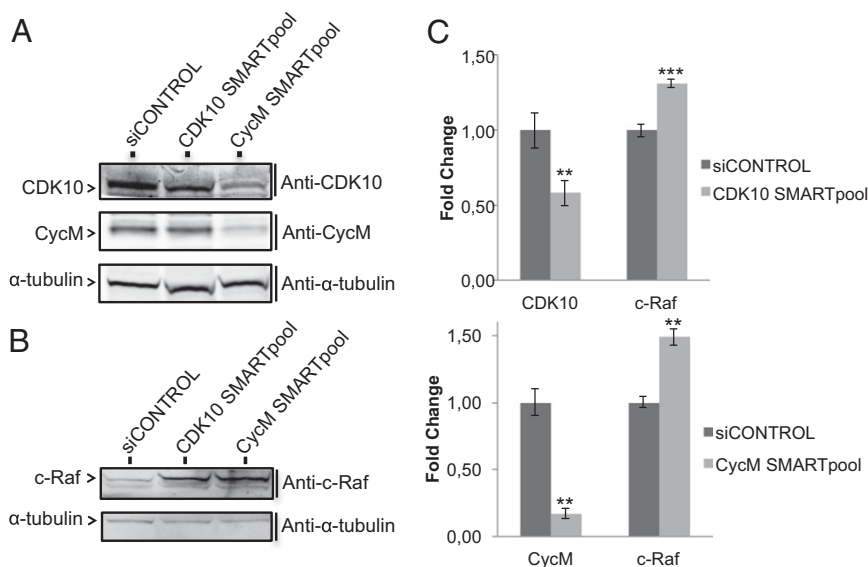 A
siCONTROL
CDK10 SMARTpool
CycM SMARTpool
CDK10
Anti-CDK10
CycM
Anti-CycM
α-tubulin
Anti-α-tubulin
B
siCONTROL
CDK10 SMARTpool
CycM SMARTpool
c-Raf
Anti-c-Raf
α-tubulin
Anti-α-tubulin
C
Fold Change
1,50
1,00
0,50
0,00
**
***
CDK10
c-Raf
siCONTROL
CDK10 SMARTpool
Fold Change
1,50
1,00
0,50
0,00
**
**
CycM
c-Raf
siCONTROL
CycM SMARTpool